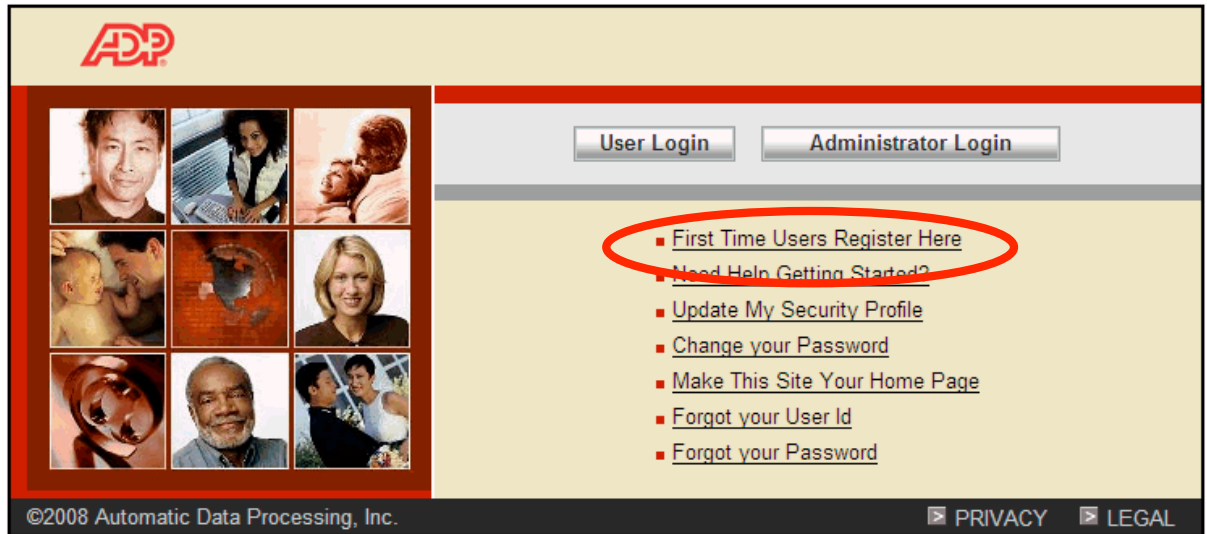 ADP
User Login Administrator Login
First Time Users Register Here
Need Help Getting Started?
Update My Security Profile
Change your Password
Make This Site Your Home Page
Forgot your User Id
Forgot your Password
©2008 Automatic Data Processing, Inc. PRIVACY LEGAL